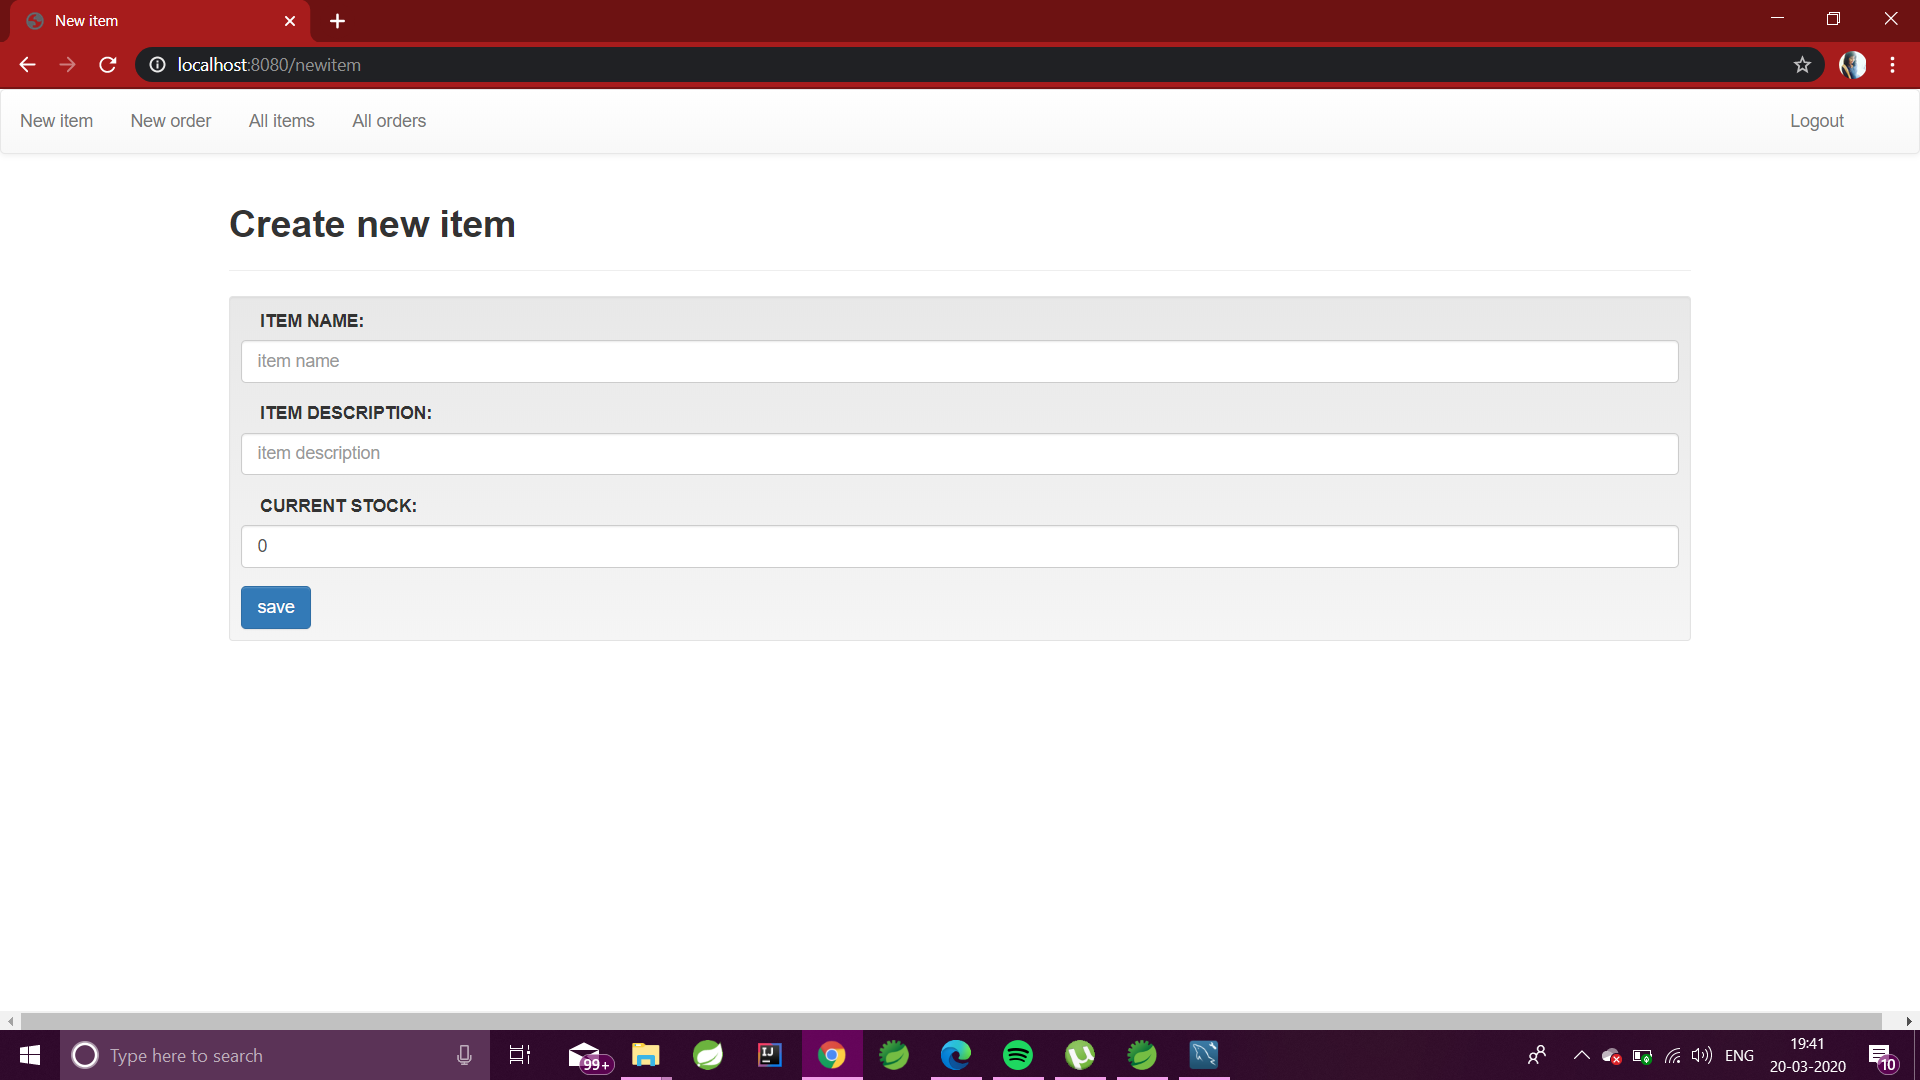 New item
localhost:8080/newitem
New item New order All items All orders Logout
Create new item
ITEM NAME:
item name
ITEM DESCRIPTION:
item description
CURRENT STOCK:
0
save
Type here to search
99+
IJ
ENG
19:41
20-03-2020
10